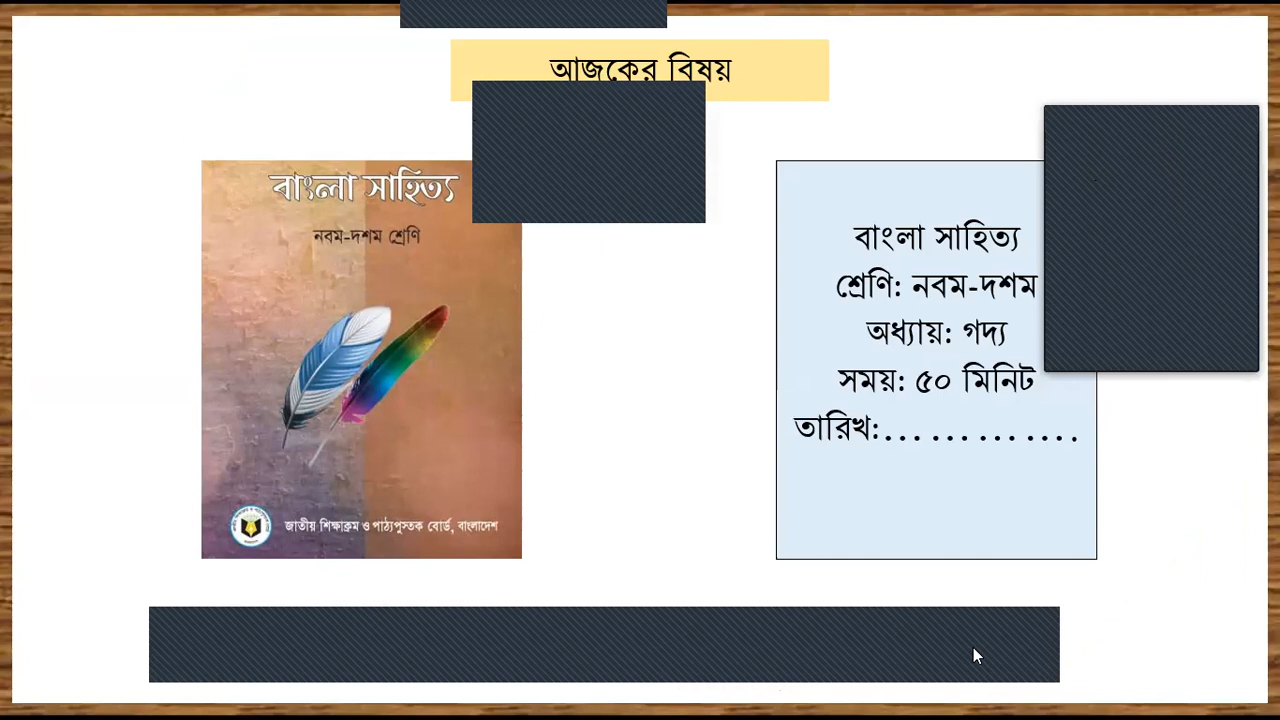 আজকের বিষয়
বাংলা সাহিত্য
নবম-দশম শ্রেণি
জাতীয় শিক্ষাক্রম ও পাঠ্যপুস্তক বোর্ড, বাংলাদেশ
বাংলা সাহিত্য
শ্রেণি: নবম-দশম
অধ্যায়: গদ্য
সময়: ৫০ মিনিট
তারিখ:... ... ... ....